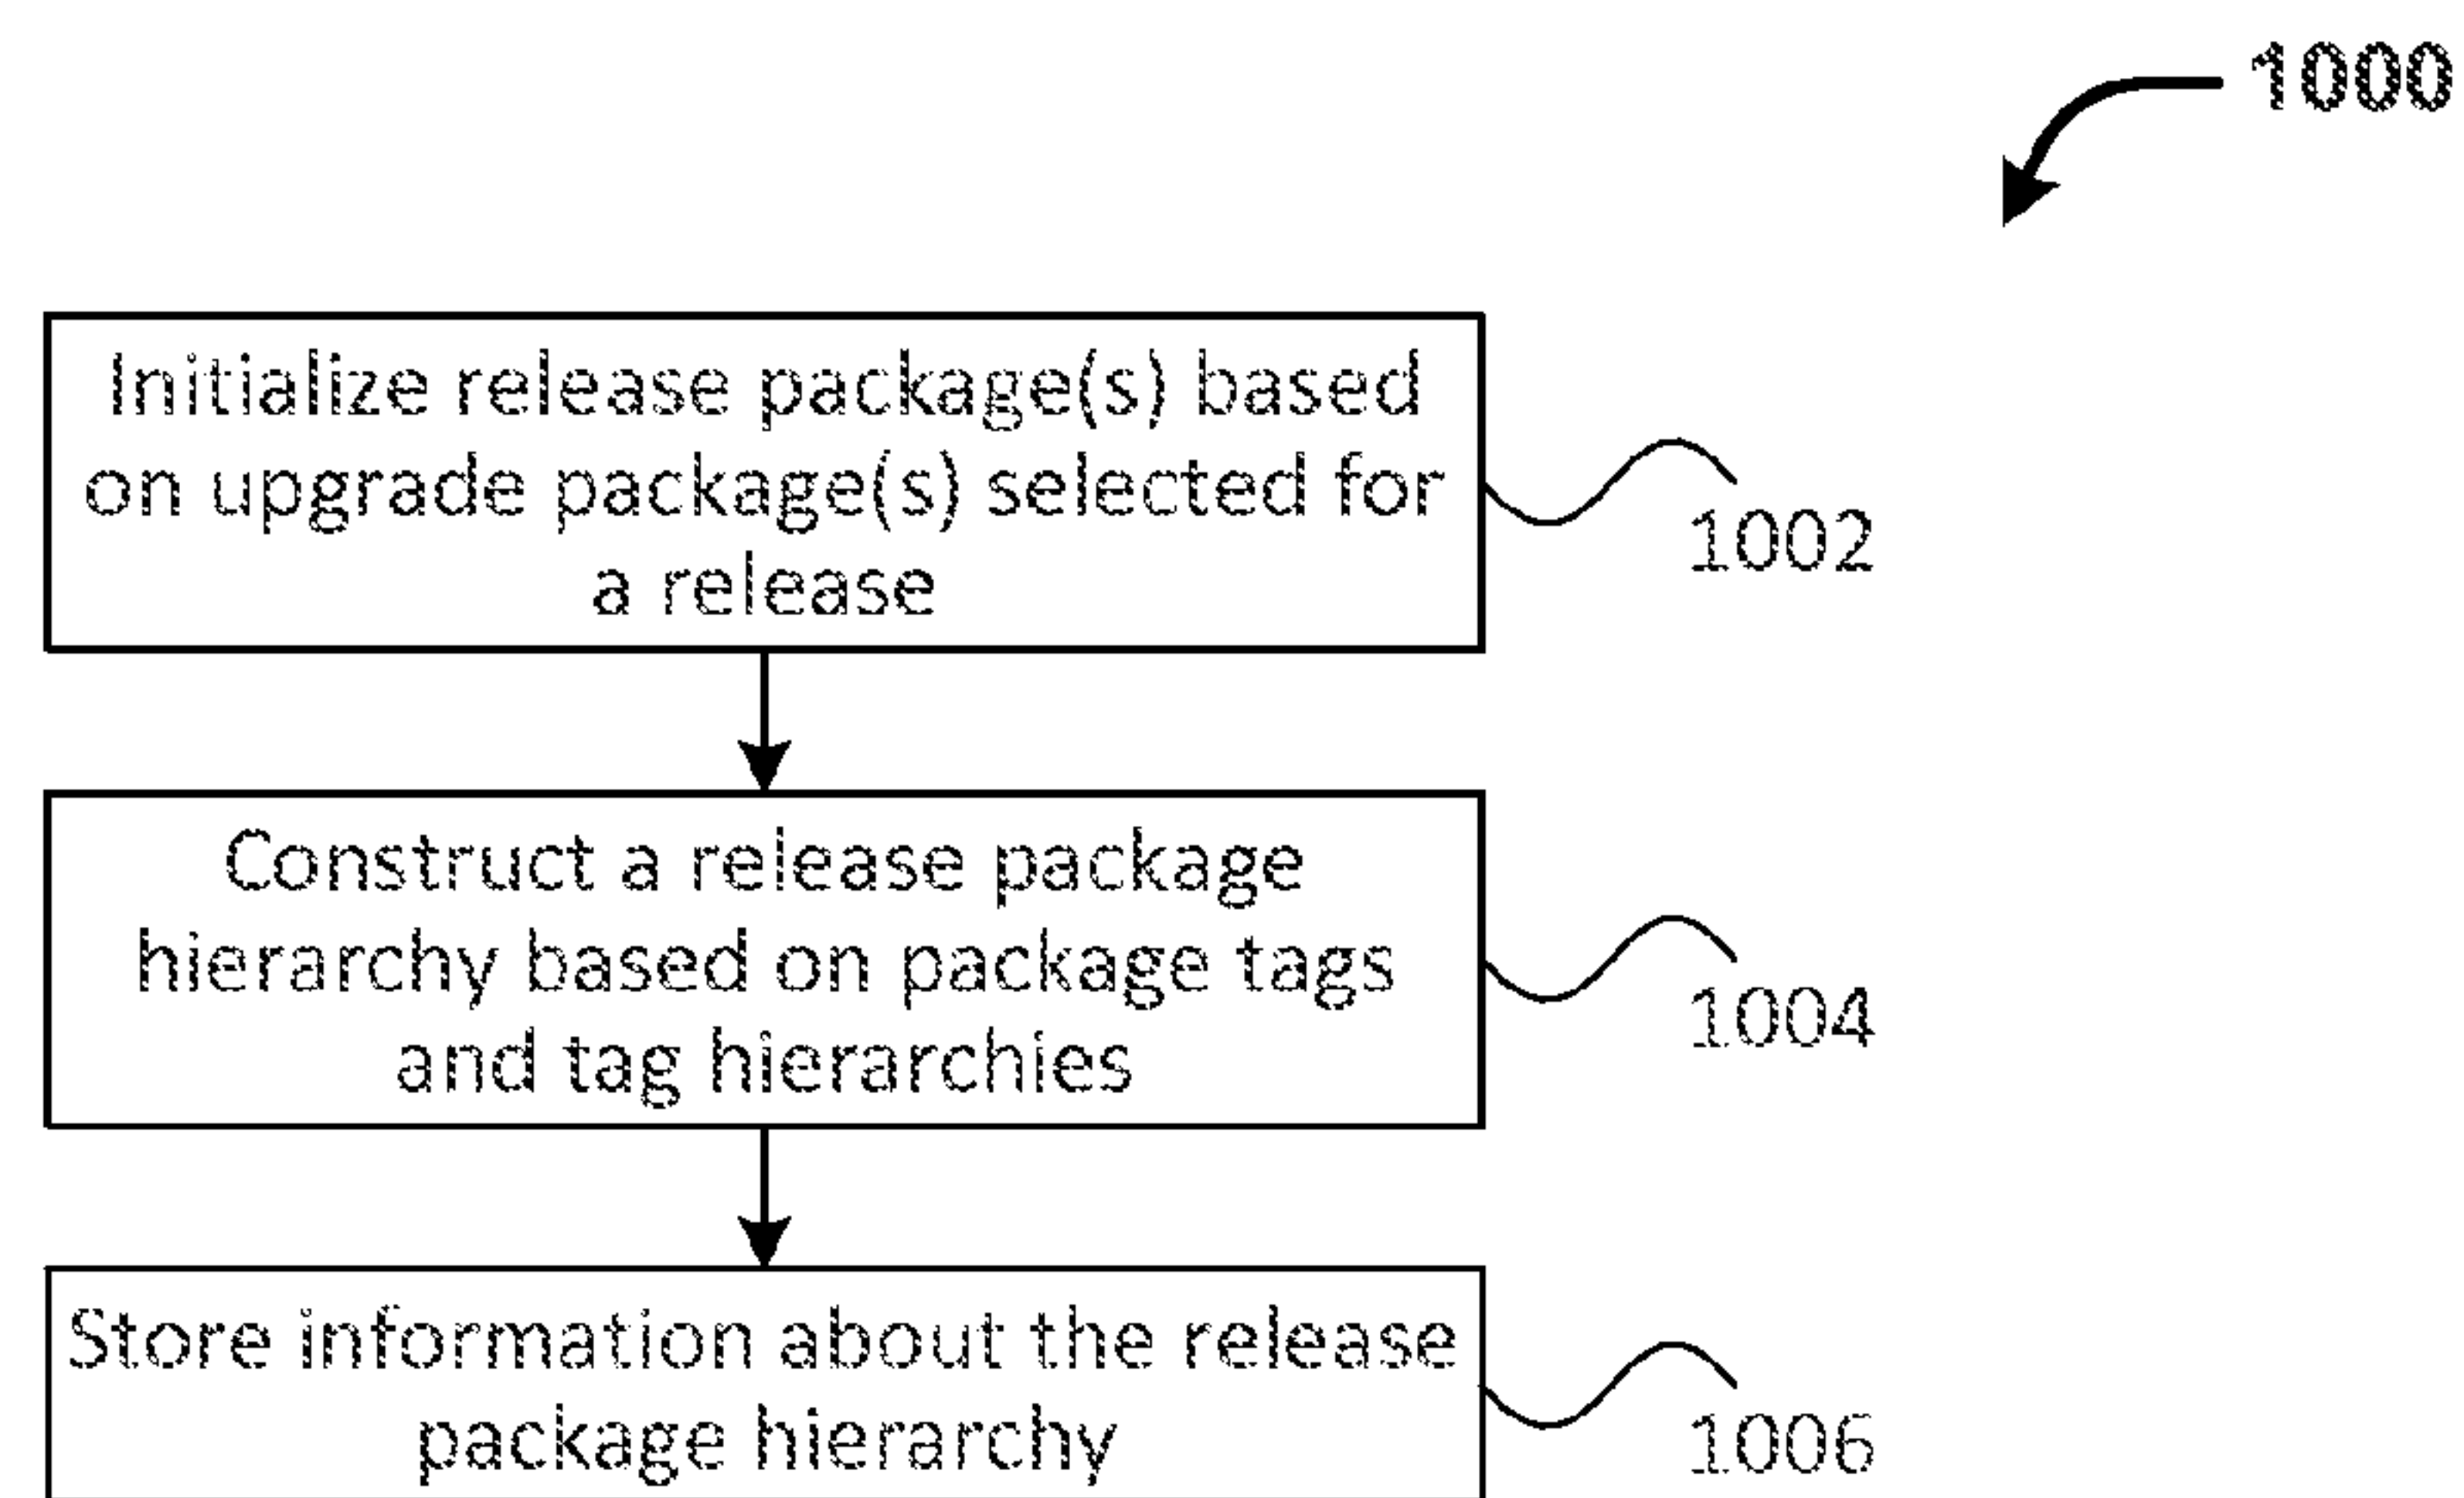 1000
Initialize release package(s) based
on upgrade package(s) selected for
a release
1002
Construct a release package
hierarchy based on package tags
and tag hierarchies
1004
Store information about the release
package hierarchy
1006